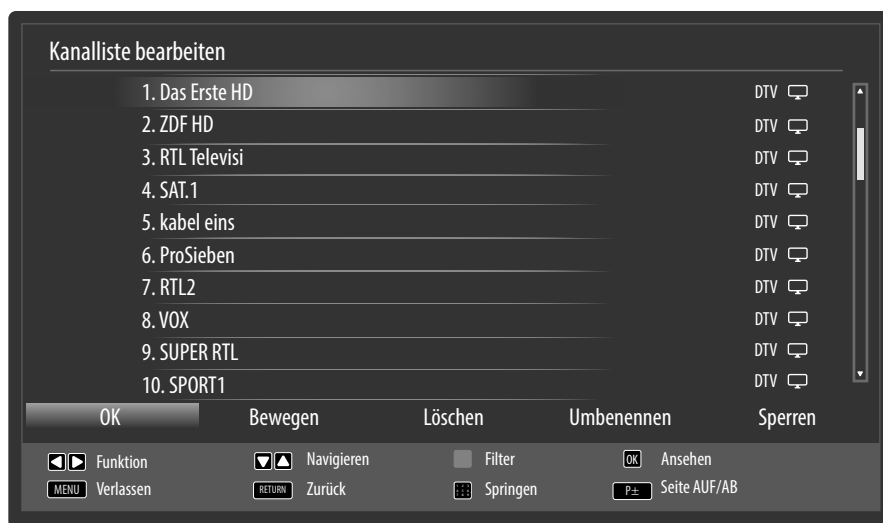 Kanalliste bearbeiten
1. Das Erste HD DTV
2. ZDF HD DTV
3. RTL Televisi DTV
4. SAT.1 DTV
5. kabel eins DTV
6. ProSieben DTV
7. RTL2 DTV
8. VOX DTV
9. SUPER RTL DTV
10. SPORT1 DTV
OK Bewegen Löschen Umbenennen Sperren
Funktion Navigieren Filter OK Ansehen
MENU Verlassen RETURN Zurück Springen P± Seite AUF/AB